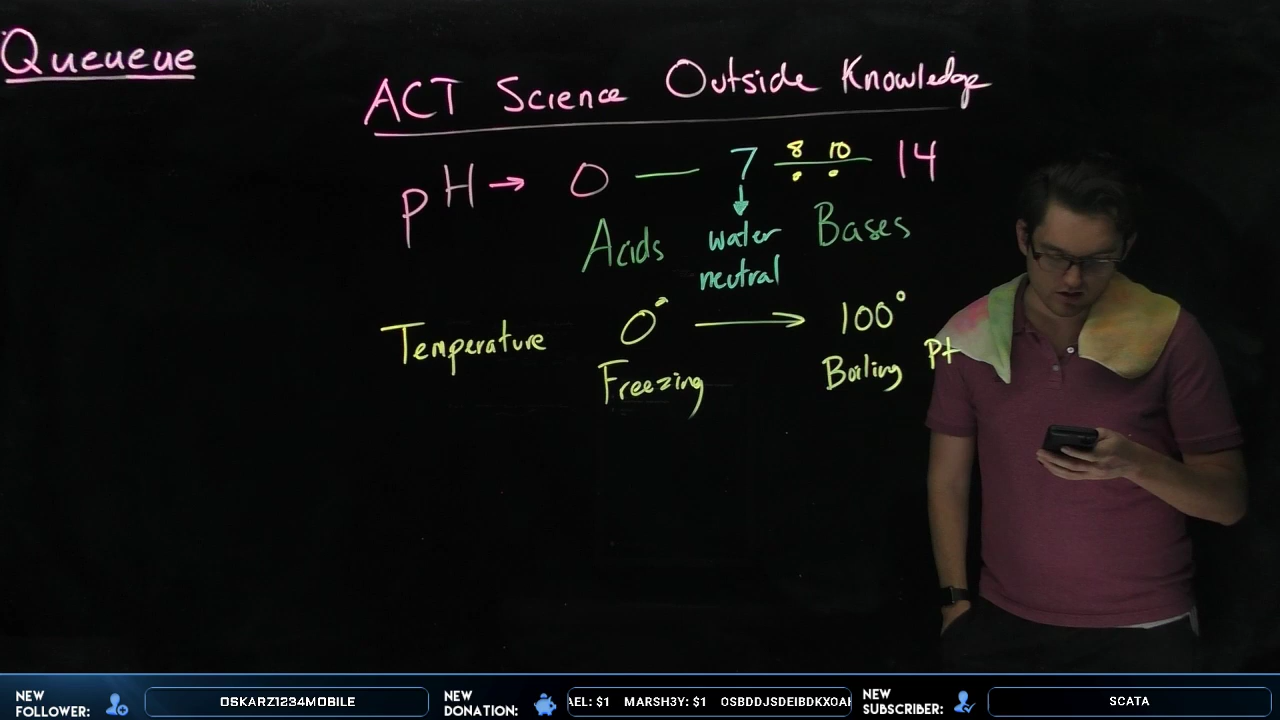 Queueue
ACT Science Outside Knowledge
pH → 0 — 7 8 10 14
Acids water neutral Bases
Temperature 0° → 100°
Freezing Boiling Pt
NEW FOLLOWER: OSKARZ1234MOBILE
NEW DONATION: AEL: $1 MARSH3Y: $1 OSBDDJSDEIBDKXOAI
NEW SUBSCRIBER: SCATA